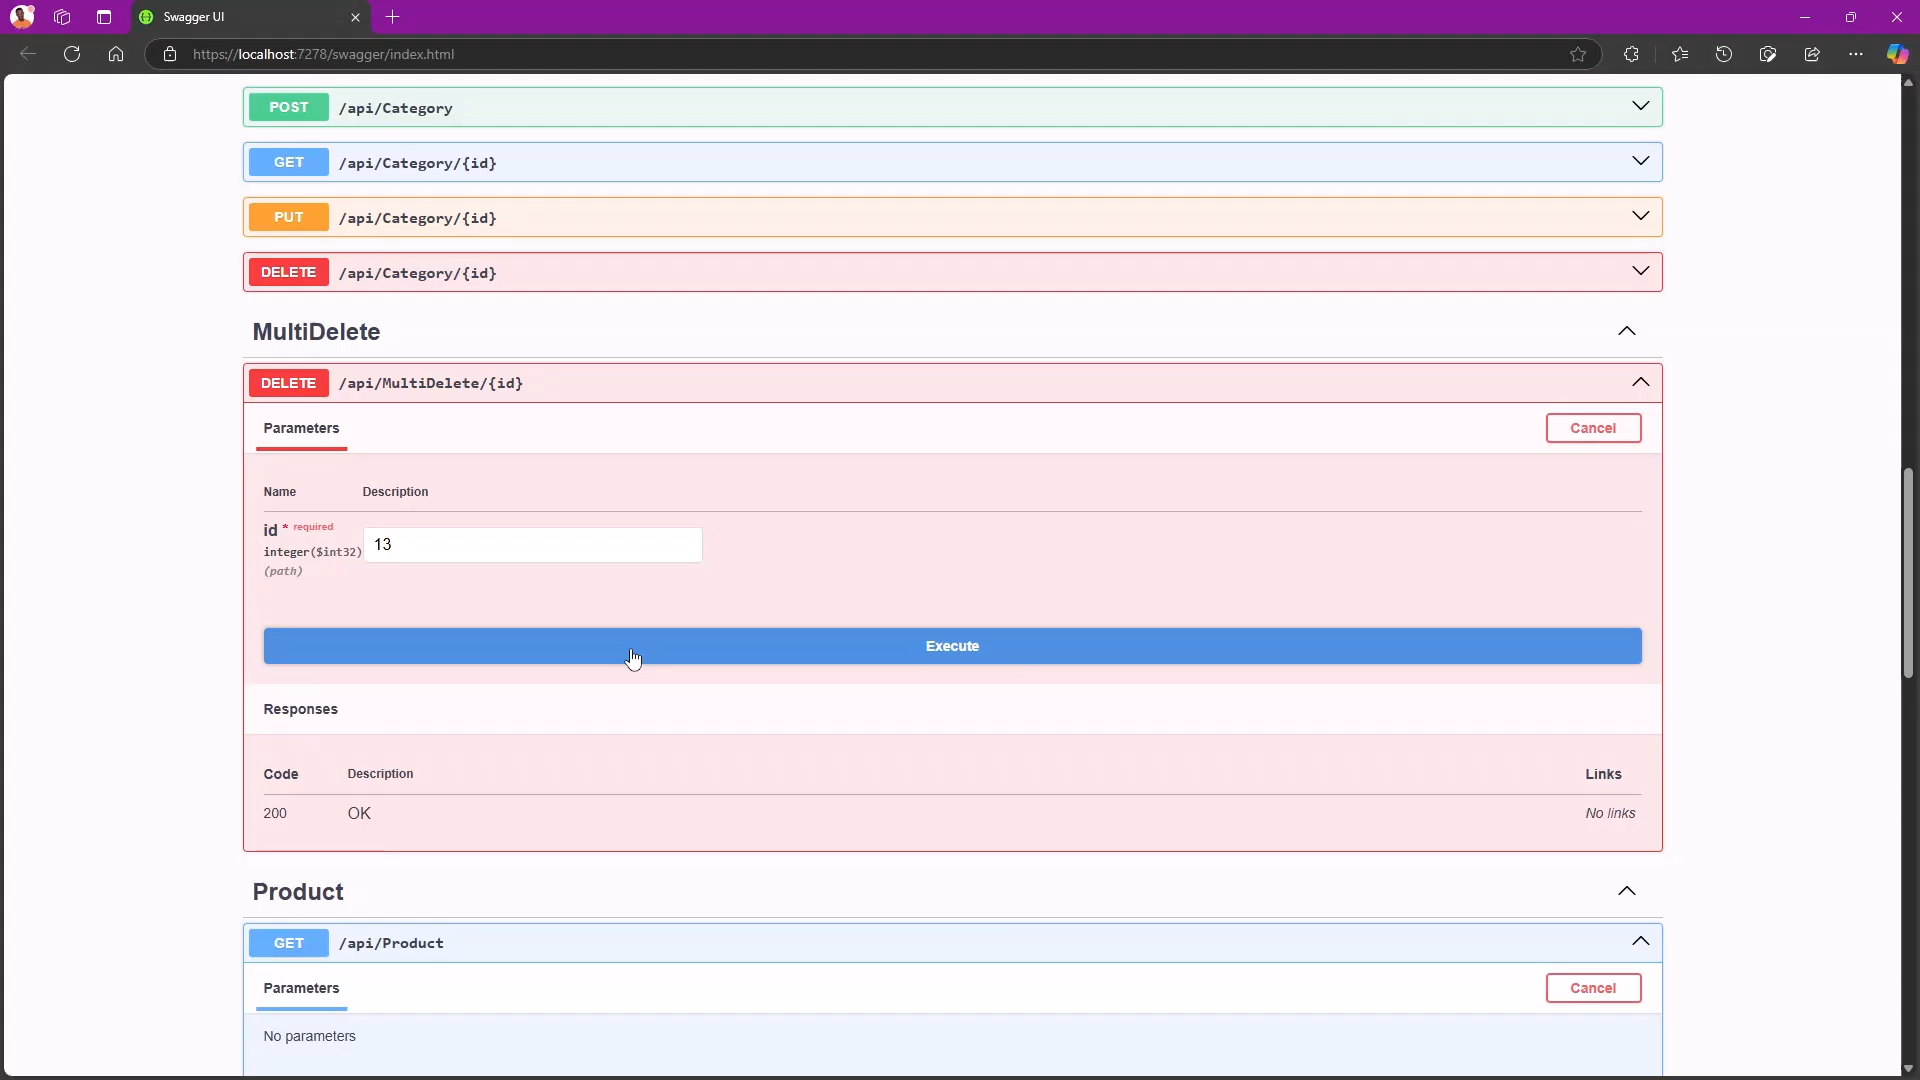 Swagger UI
https://localhost:7278/swagger/index.html
POST /api/Category
GET /api/Category/{id}
PUT /api/Category/{id}
DELETE /api/Category/{id}
MultiDelete
DELETE /api/MultiDelete/{id}
Parameters Cancel
Name Description
id * required
integer($int32)
(path)
13
Execute
Responses
Code Description Links
200 OK No links
Product
GET /api/Product
Parameters Cancel
No parameters